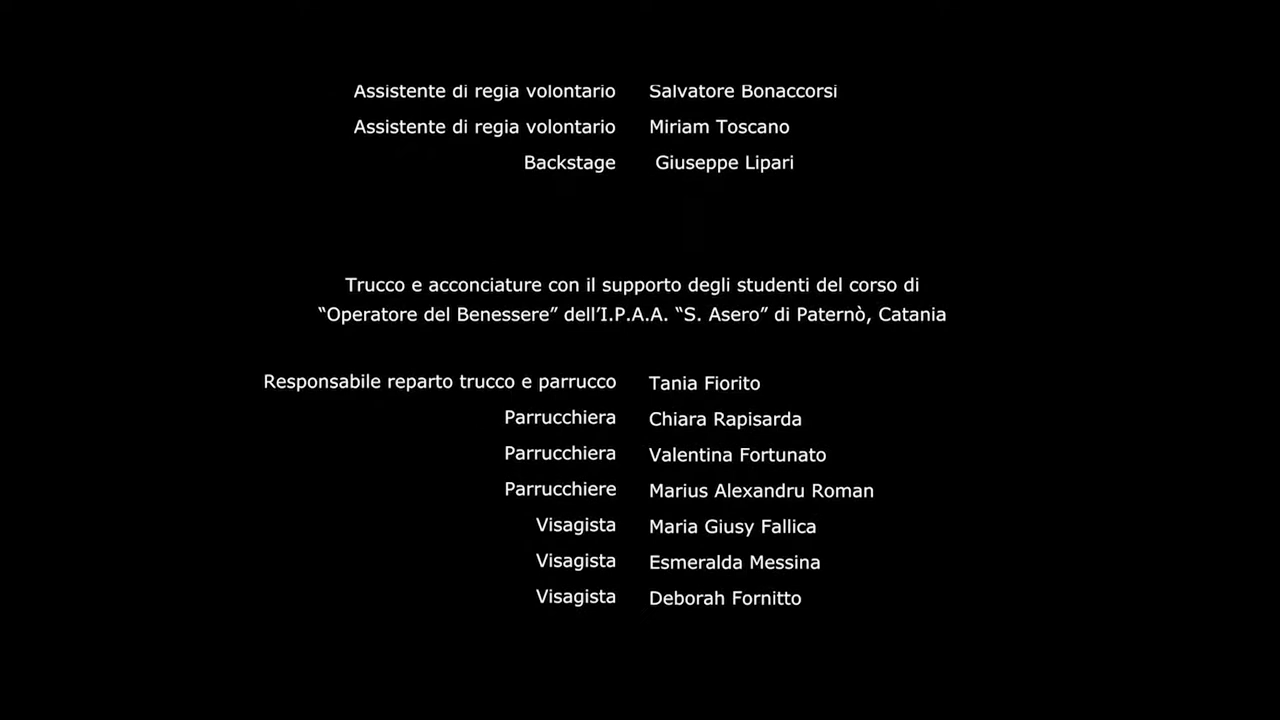 Assistente di regia volontario Salvatore Bonaccorsi
Assistente di regia volontario Miriam Toscano
Backstage Giuseppe Lipari
Trucco e acconciature con il supporto degli studenti del corso di
“Operatore del Benessere” dell’I.P.A.A. “S. Asero” di Paternò, Catania
Responsabile reparto trucco e parrucco Tania Fiorito
Parrucchiera Chiara Rapisarda
Parrucchiera Valentina Fortunato
Parrucchiere Marius Alexandru Roman
Visagista Maria Giusy Fallica
Visagista Esmeralda Messina
Visagista Deborah Fornitto